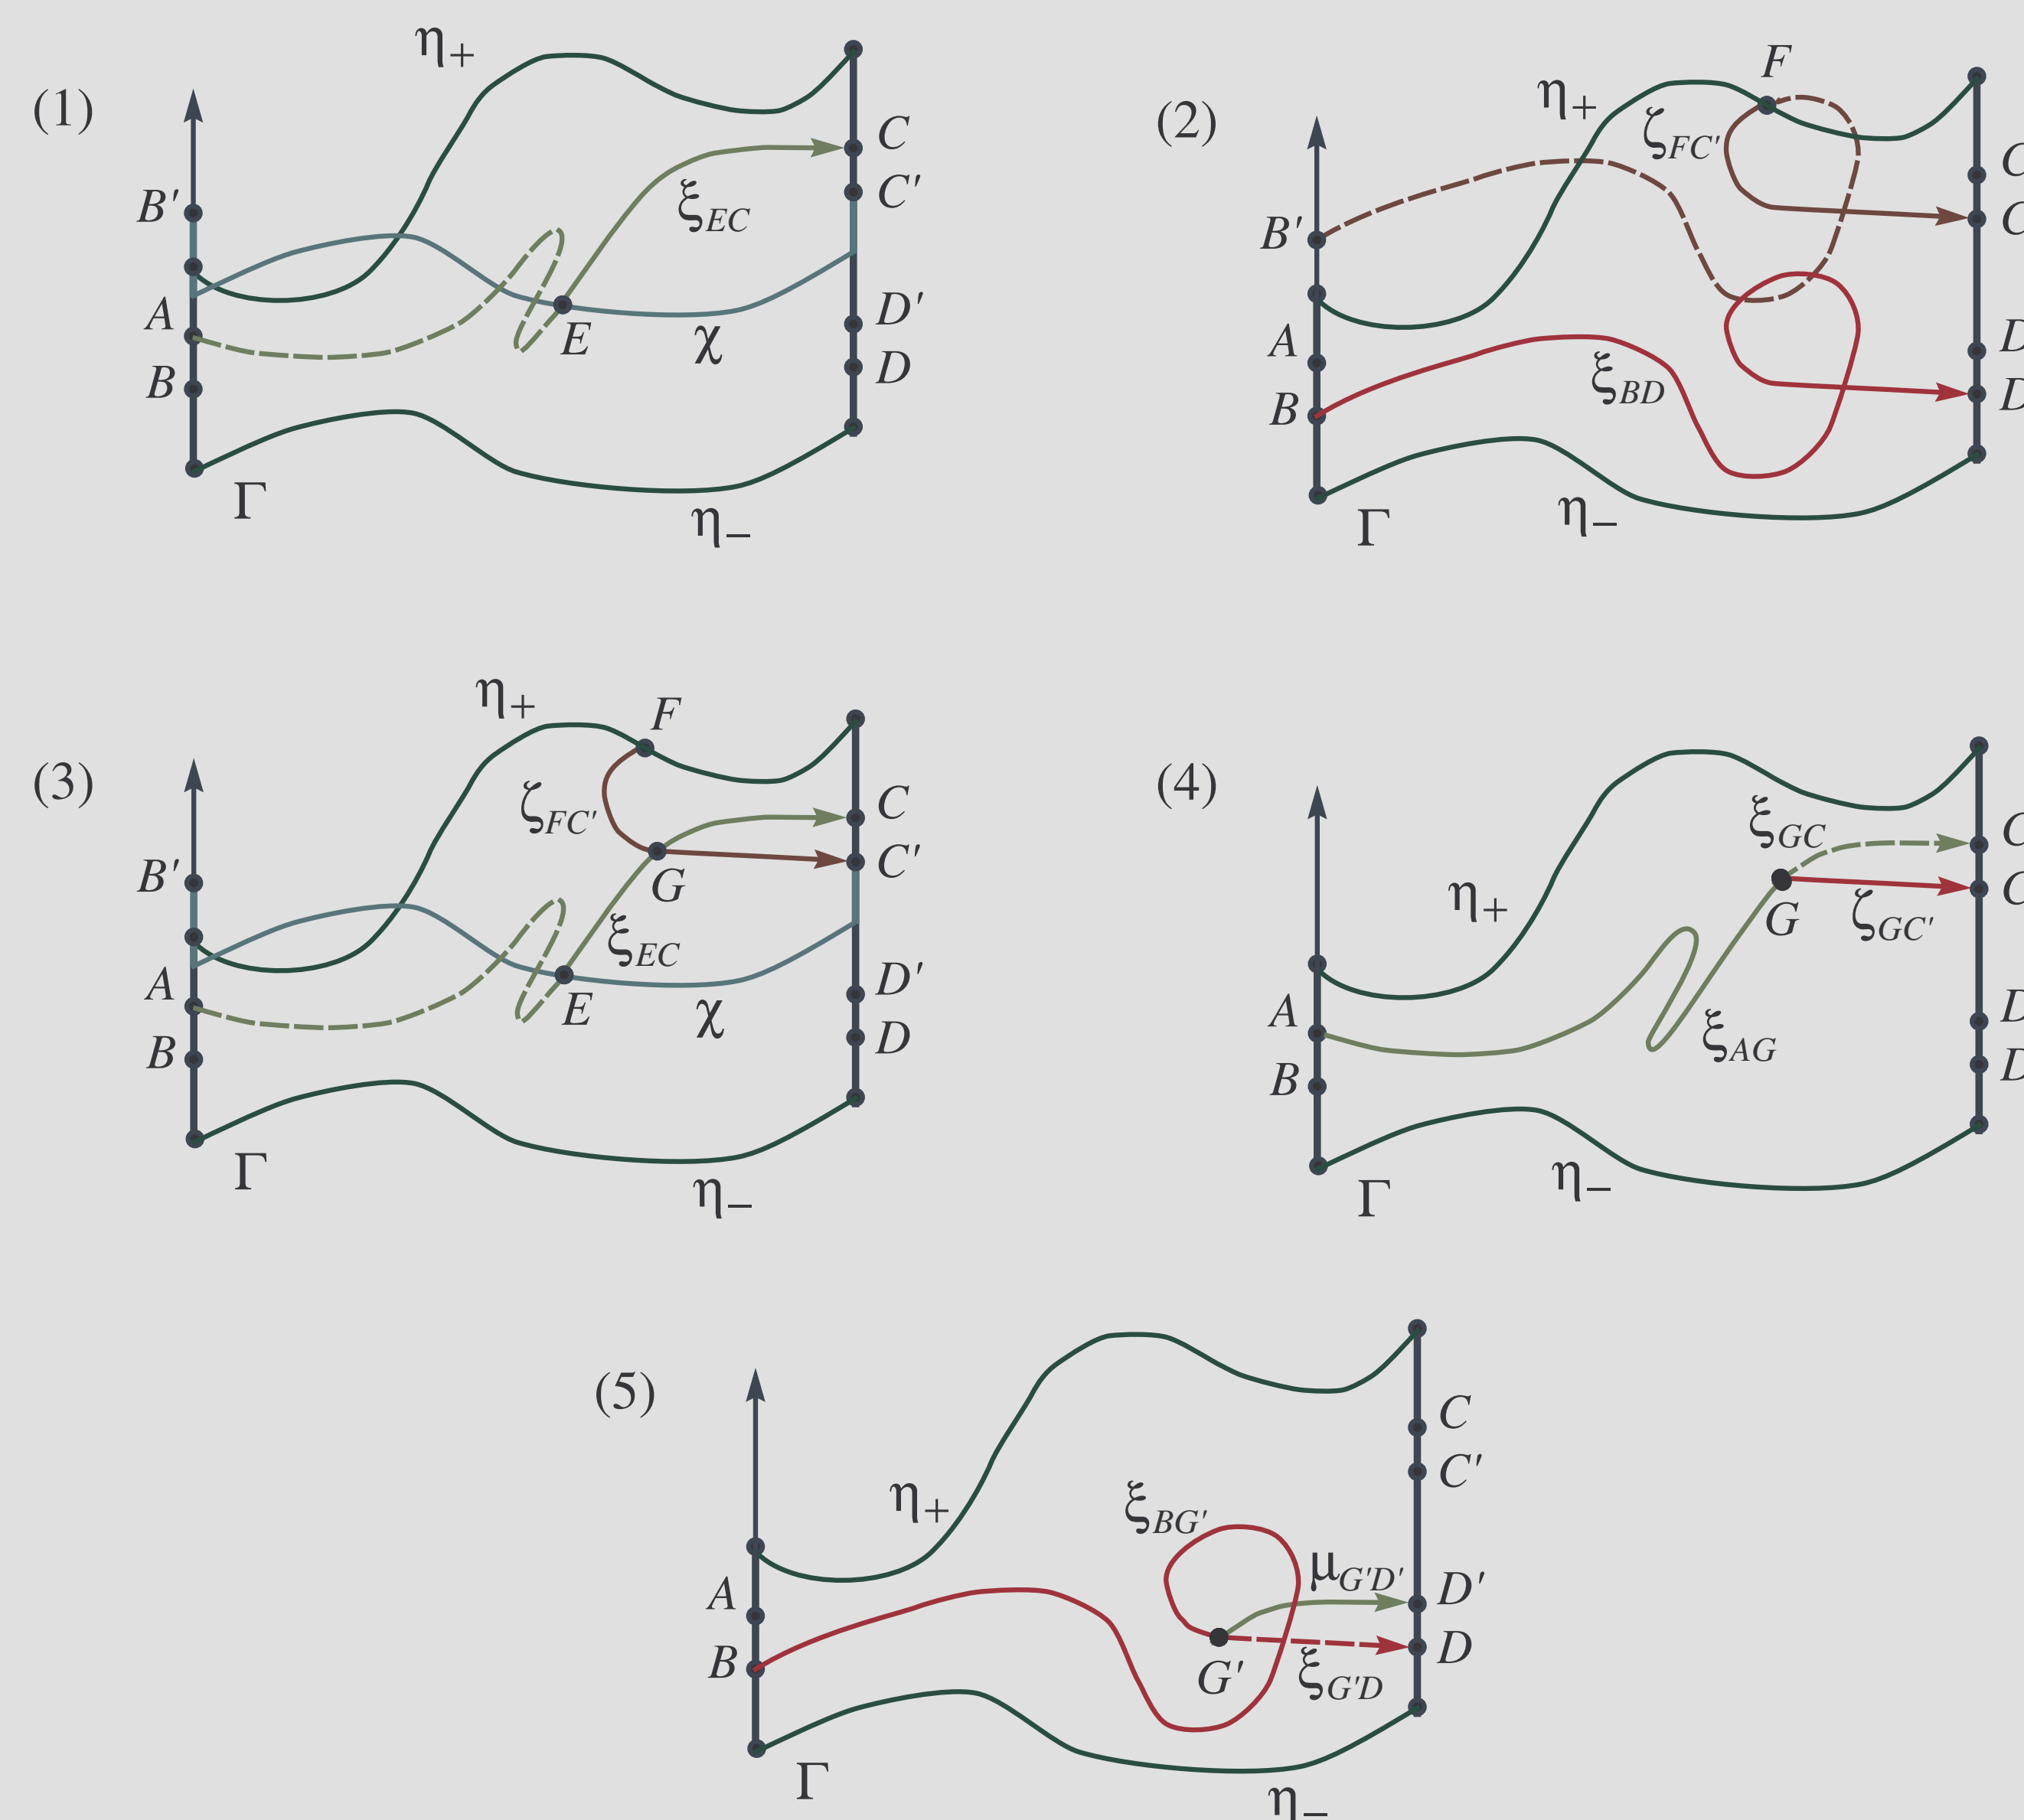 (1)
η+
B′
A
B
Γ
E
ξEC
χ
η−
C
C′
D′
D
(2)
η+
F
ζFC′
B′
A
B
ξBD
Γ
η−
C
C
D
D
(3)
η+
F
ζFC′
B′
A
B
Γ
G
ξEC
E
χ
η−
C
C′
D′
D
(4)
η+
A
B
Γ
ξGC
G
ζGC′
ξAG
η−
C
C
D
D
(5)
η+
A
B
Γ
ξBG′
μG′D′
G′
ξG′D
η−
C
C′
D′
D